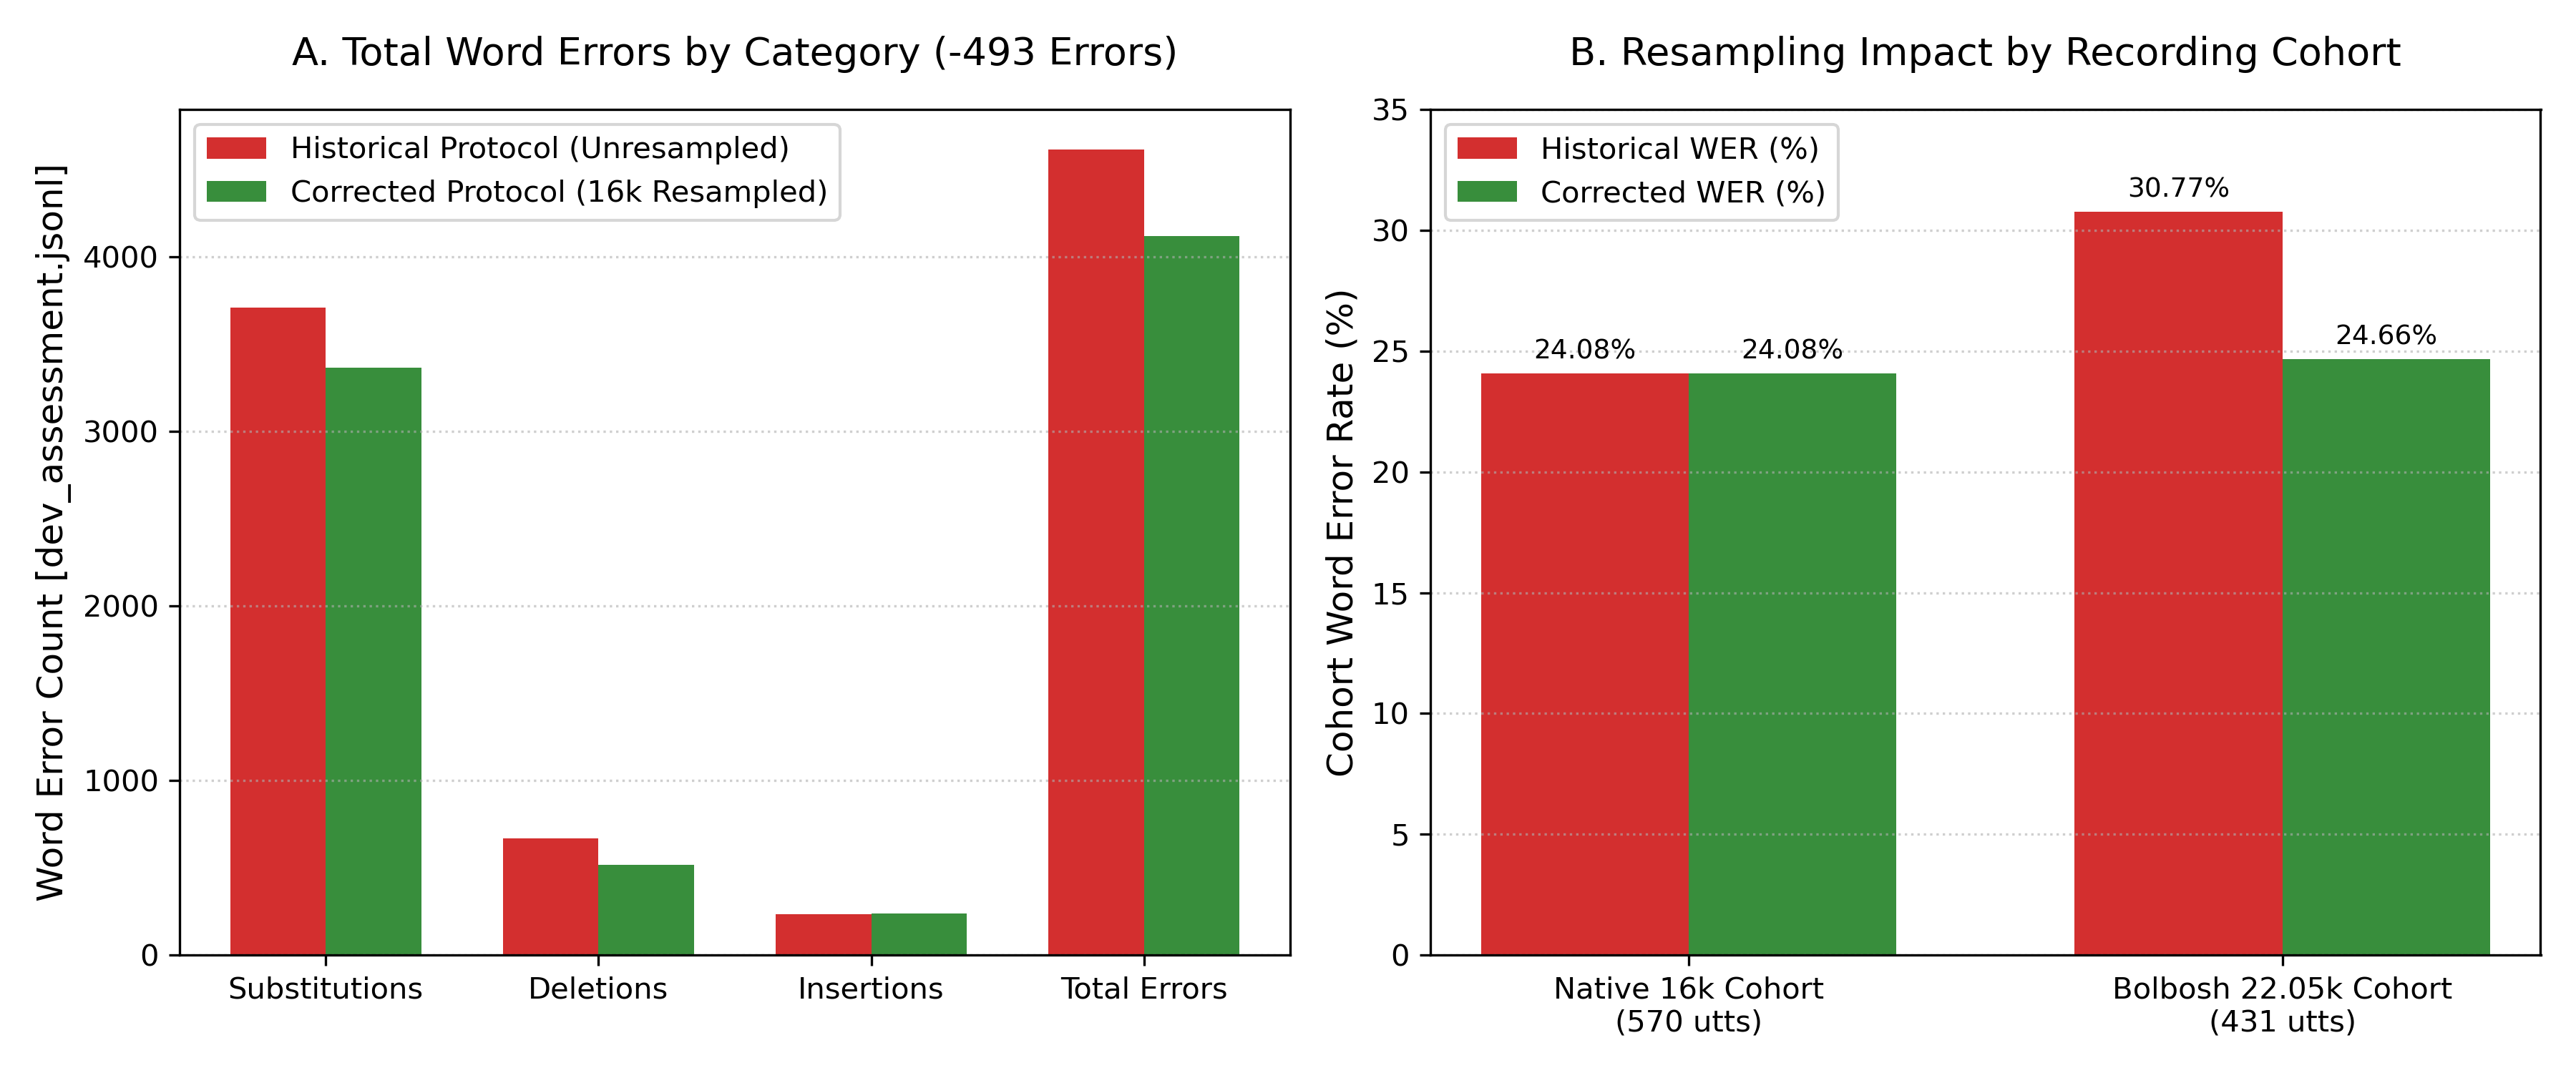 A. Total Word Errors by Category (-493 Errors)
Word Error Count [dev_assessment.jsonl]
4000
3000
2000
1000
0
Historical Protocol (Unresampled)
Corrected Protocol (16k Resampled)
Substitutions
Deletions
Insertions
Total Errors
B. Resampling Impact by Recording Cohort
Cohort Word Error Rate (%)
35
30
25
20
15
10
5
0
Historical WER (%)
Corrected WER (%)
24.08%
24.08%
30.77%
24.66%
Native 16k Cohort
(570 utts)
Bolbosh 22.05k Cohort
(431 utts)